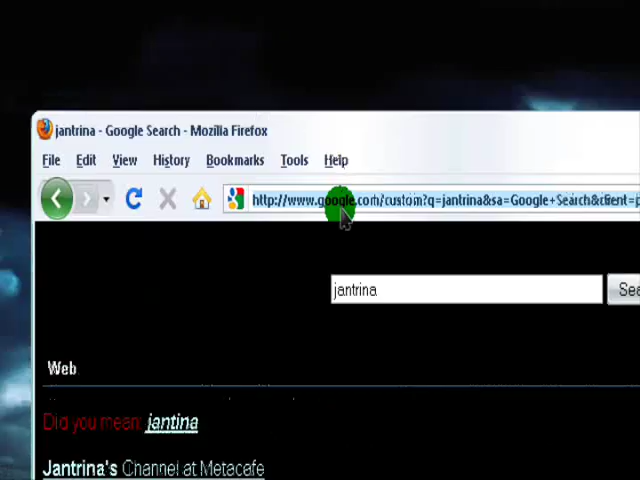 jantrina - Google Search - Mozilla Firefox
File Edit View History Bookmarks Tools Help
http://www.google.com/custom?q=jantrina&sa=Google+Search&client=p
jantrina
Sea
Web
Did you mean: jantina
Jantrina's Channel at Metacafe